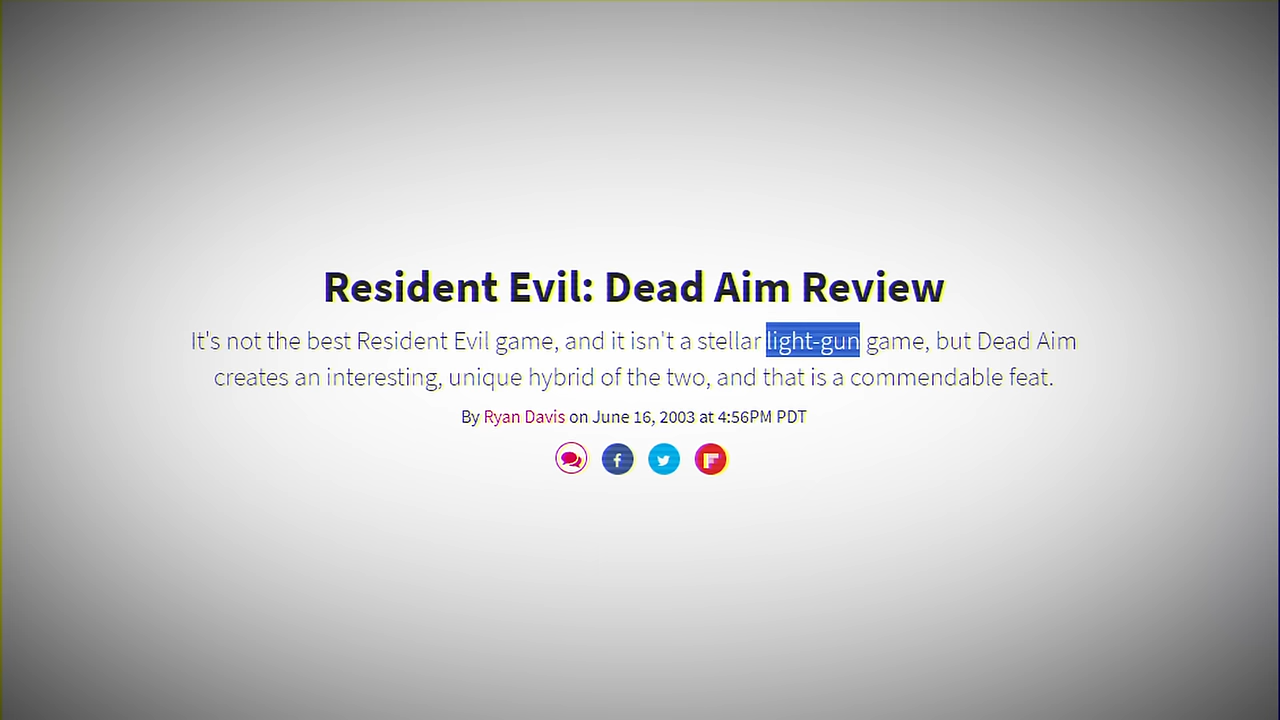 Resident Evil: Dead Aim Review
It's not the best Resident Evil game, and it isn't a stellar light-gun game, but Dead Aim
creates an interesting, unique hybrid of the two, and that is a commendable feat.
By Ryan Davis on June 16, 2003 at 4:56PM PDT